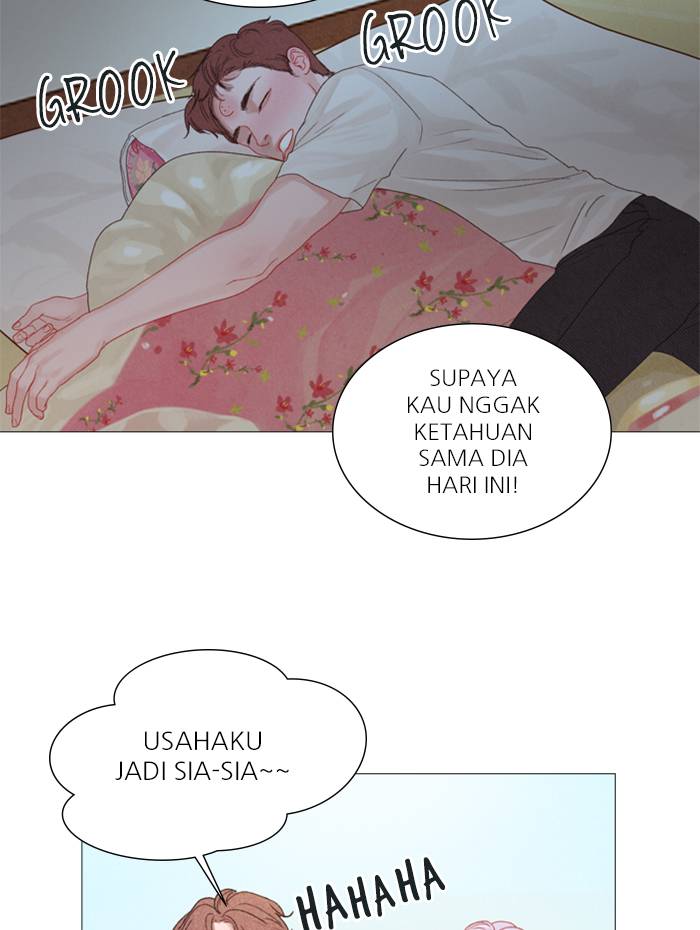 GROOK
GROOK
SUPAYA
KAU NGGAK
KETAHUAN
SAMA DIA
HARI INI!
USAHAKU
JADI SIA-SIA~~
HAHAHA